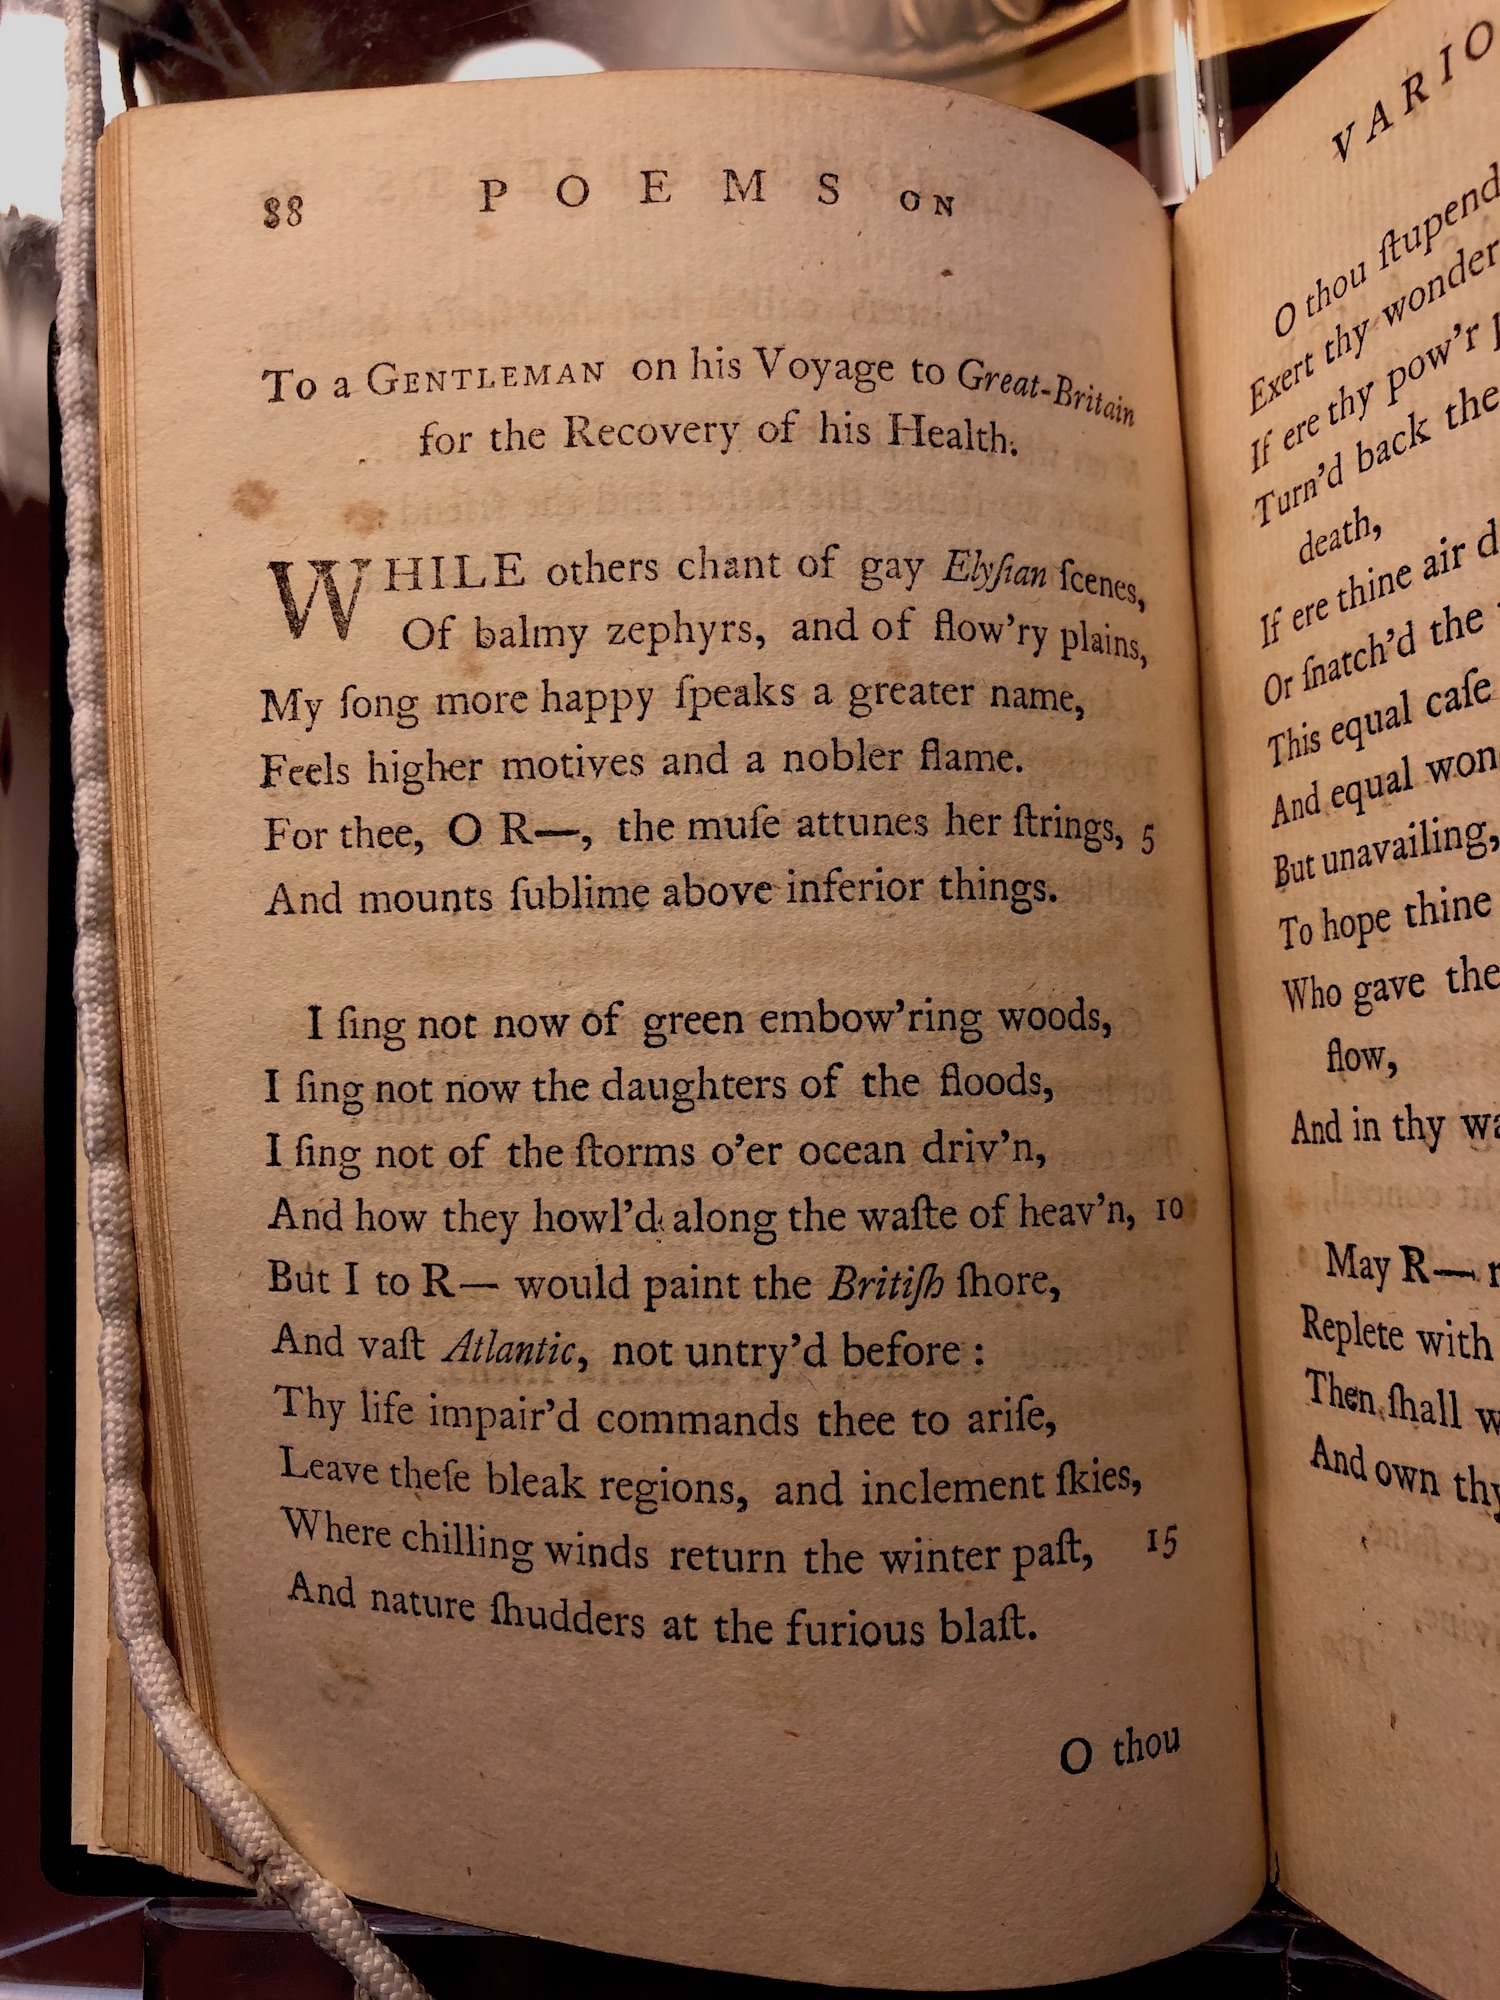 88 POEMS ON
To a GENTLEMAN on his Voyage to Great-Britain
for the Recovery of his Health.
WHILE others chant of gay Elyſian ſcenes,
Of balmy zephyrs, and of flow'ry plains,
My ſong more happy ſpeaks a greater name,
Feels higher motives and a nobler flame.
For thee, O R—, the muſe attunes her ſtrings, 5
And mounts ſublime above inferior things.
I ſing not now of green embow'ring woods,
I ſing not now the daughters of the floods,
I ſing not of the ſtorms o'er ocean driv'n,
And how they howl'd along the waſte of heav'n, 10
But I to R— would paint the Britiſh ſhore,
And vaſt Atlantic, not untry'd before :
Thy life impair'd commands thee to ariſe,
Leave theſe bleak regions, and inclement ſkies,
Where chilling winds return the winter paſt, 15
And nature ſhudders at the furious blaſt.
O thou
VARIO
O thou ſtupend
Exert thy wonder
If ere thy pow'r
Turn'd back the
death,
If ere thine air d
Or ſnatch'd the
This equal caſe
And equal won
But unavailing,
To hope thine
Who gave the
flow,
And in thy wa
May R— r
Replete with
Then ſhall w
And own thy